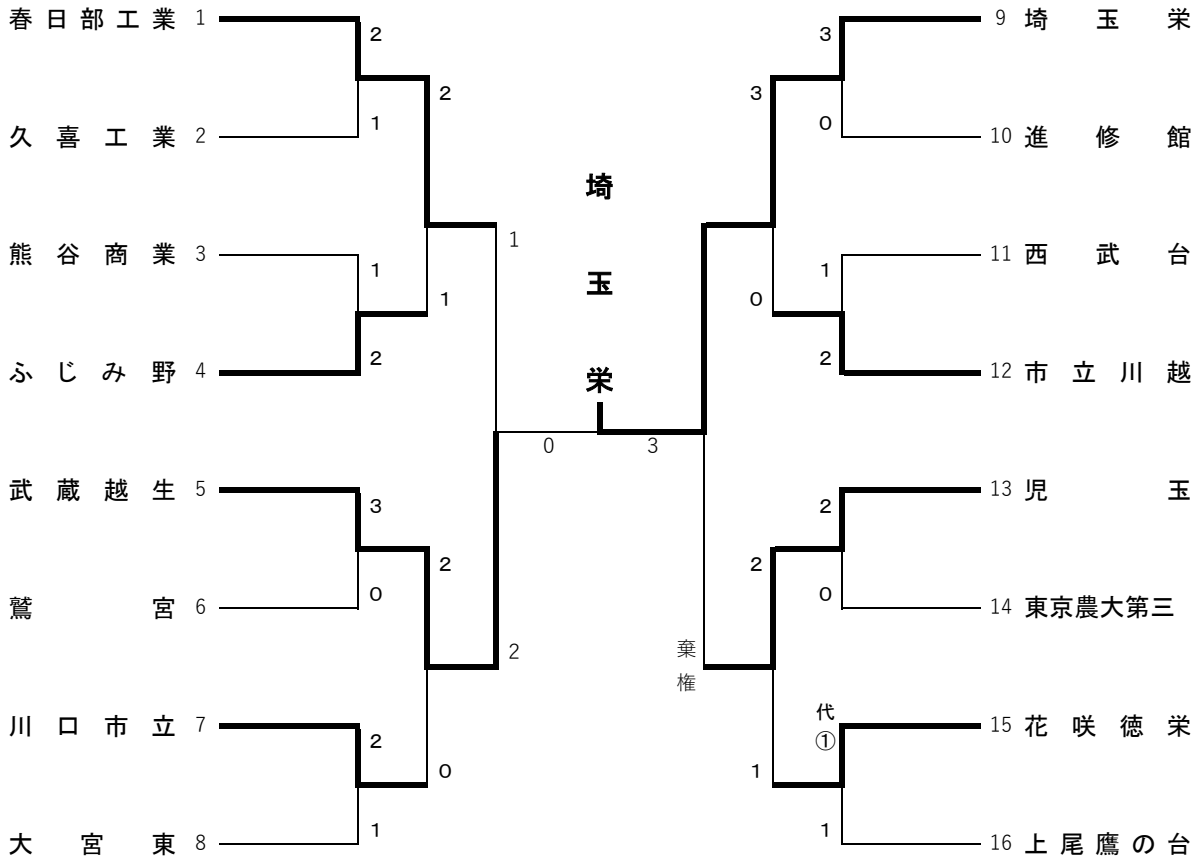 春日部工業 1
2
2
1
久喜工業 2
熊谷商業 3
1
1
2
ふじみ野 4
1
武蔵越生 5
3
2
0
鷲宮 6
2
川口市立 7
2
0
1
大宮東 8
埼
玉
栄
0 3
9 埼玉栄
3
3
0
10 進修館
11 西武台
1
0
2
12 市立川越
13 児玉
2
2
0
14 東京農大第三
棄
権
15 花咲徳栄
代
①
1
1
16 上尾鷹の台